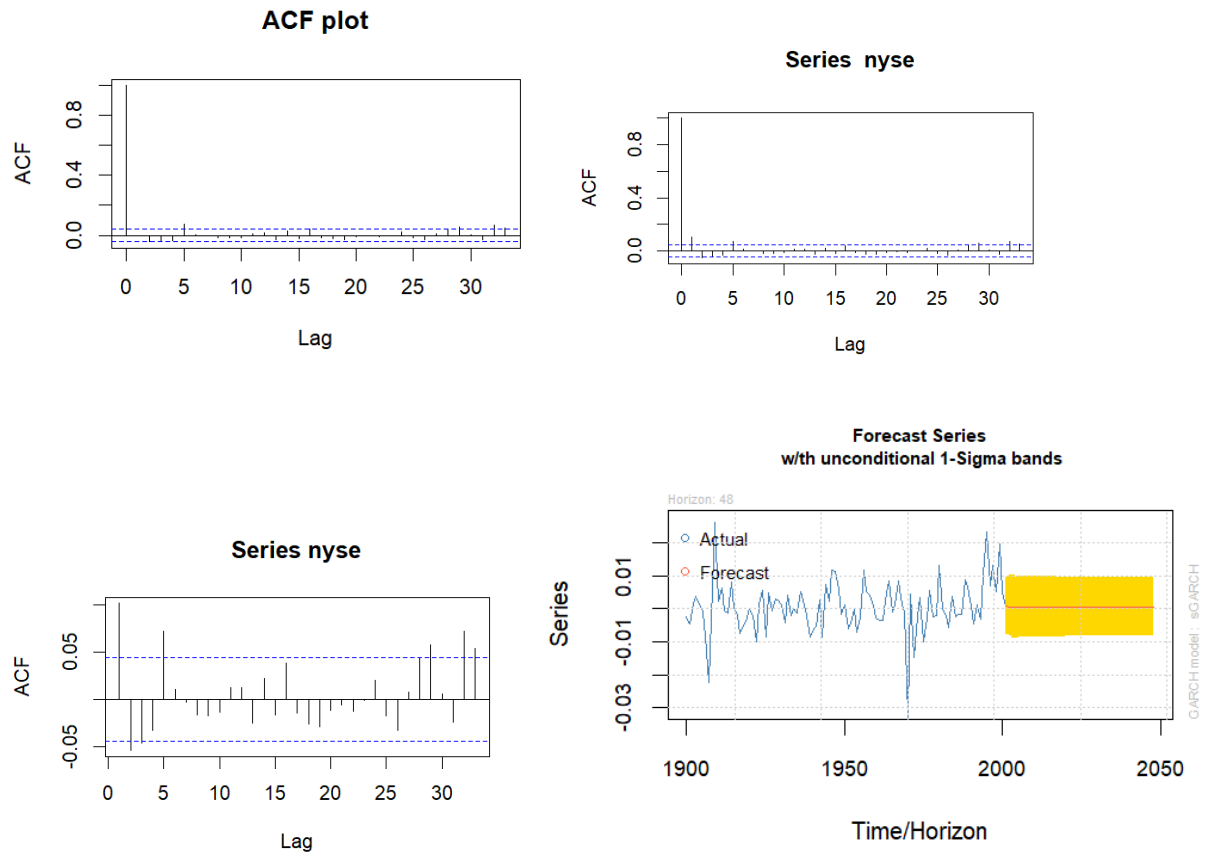 ACF plot
ACF
0.8
0.4
0.0
0 5 10 15 20 25 30
Lag
Series nyse
ACF
0.8
0.4
0.0
0 5 10 15 20 25 30
Lag
Series nyse
ACF
0.05
-0.05
0 5 10 15 20 25 30
Lag
Forecast Series
w/th unconditional 1-Sigma bands
Horizon: 48
Actual
Forecast
Series
0.01
-0.01
-0.03
1900 1950 2000 2050
Time/Horizon
GARCH model : sGARCH